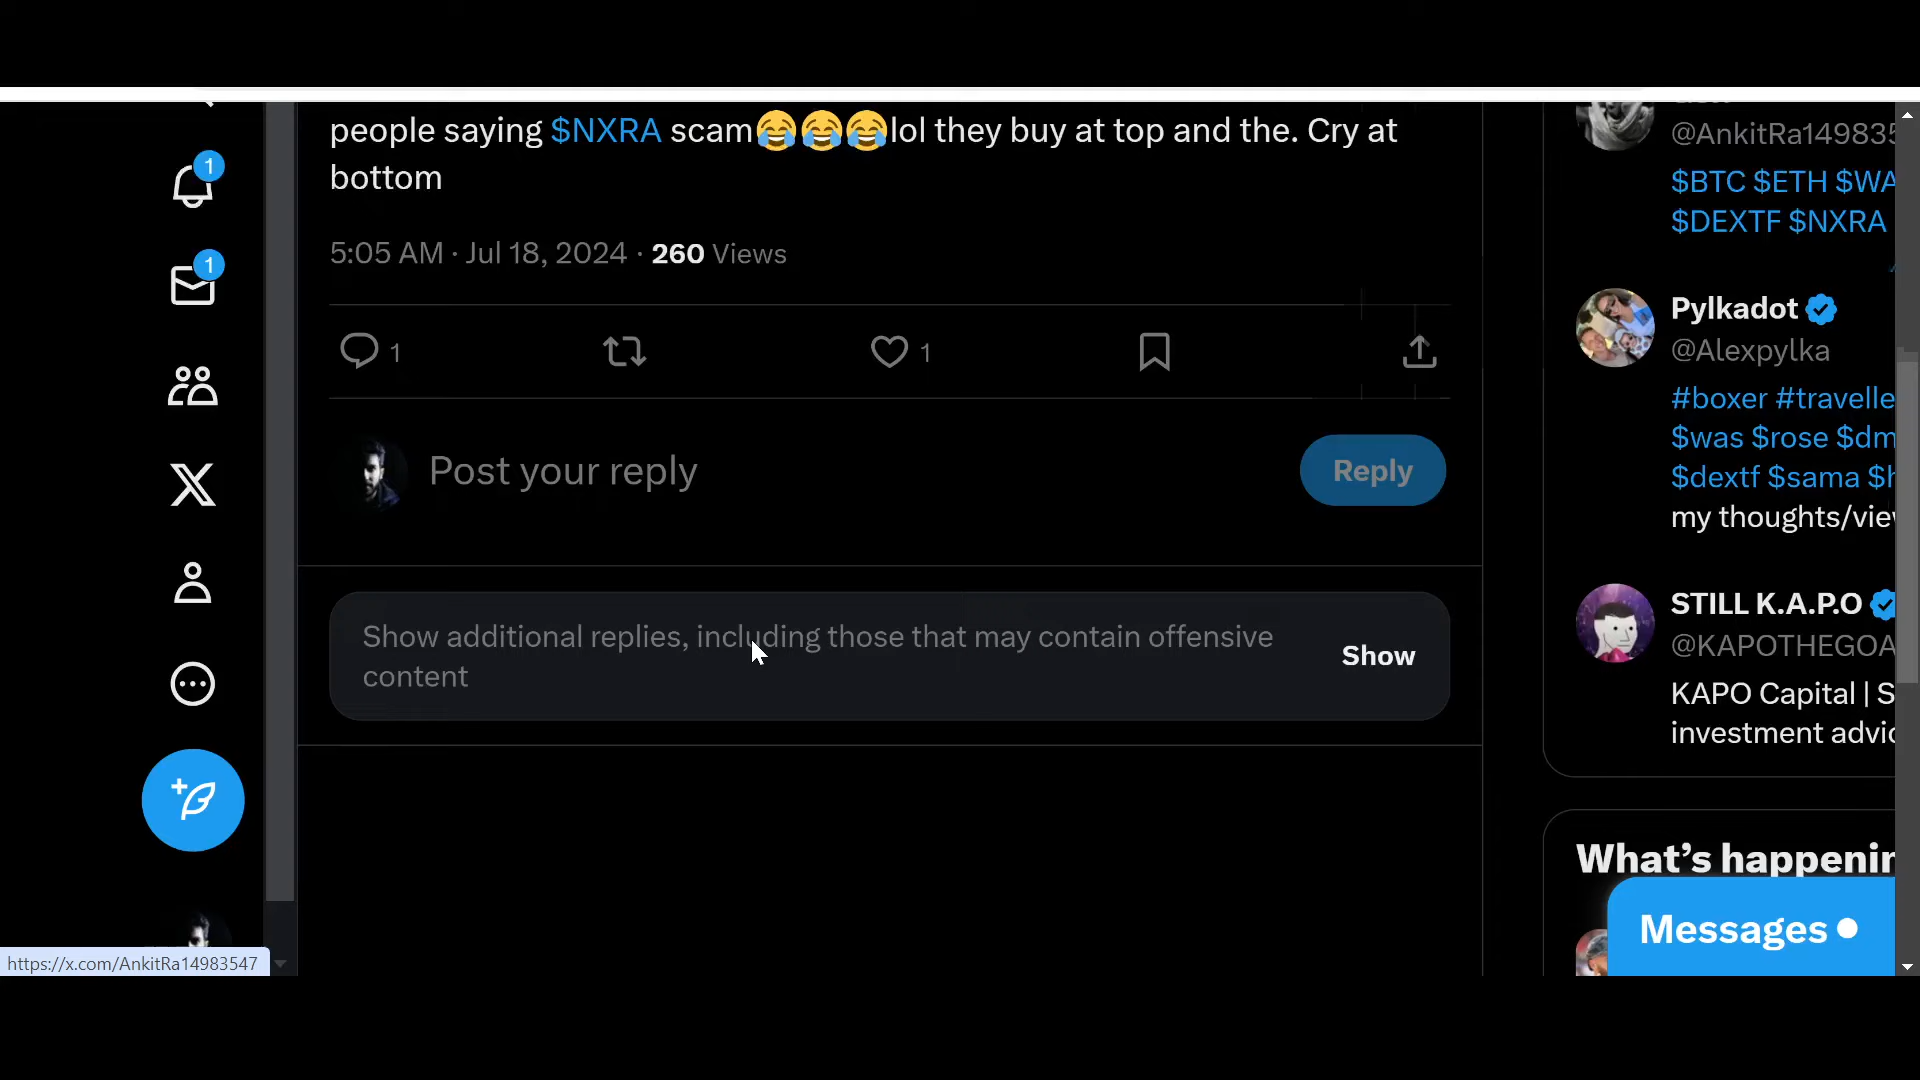 people saying $NXRA scam😂😂😂lol they buy at top and the. Cry at
bottom
5:05 AM · Jul 18, 2024 · 260 Views
1
1
Post your reply
Reply
Show additional replies, including those that may contain offensive
content
Show
1
1
@AnkitRa14983
$BTC $ETH $WA
$DEXTF $NXRA
Pylkadot
@Alexpylka
#boxer #travelle
$was $rose $dm
$dextf $sama $h
my thoughts/vie
STILL K.A.P.O
@KAPOTHEGOA
KAPO Capital | S
investment advic
What's happenin
Messages
https://x.com/AnkitRa14983547